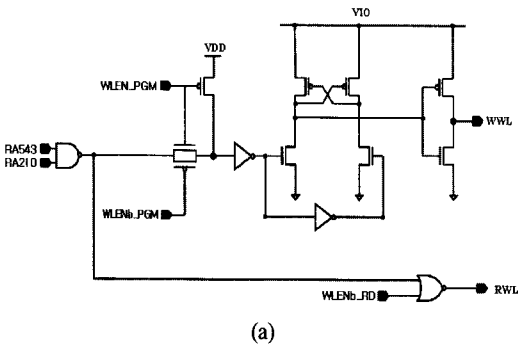 VIO
VDD
WLEN_PGM
WWL
RA543
RA210
WLENb_PGM
WLENb_RD
RWL
(a)